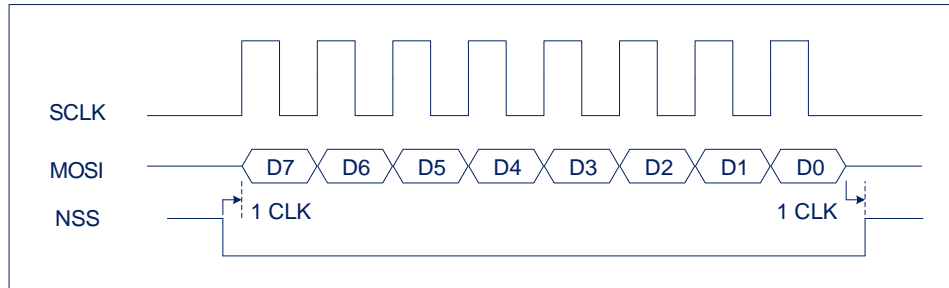 SCLK
MOSI D7 D6 D5 D4 D3 D2 D1 D0
NSS 1 CLK 1 CLK